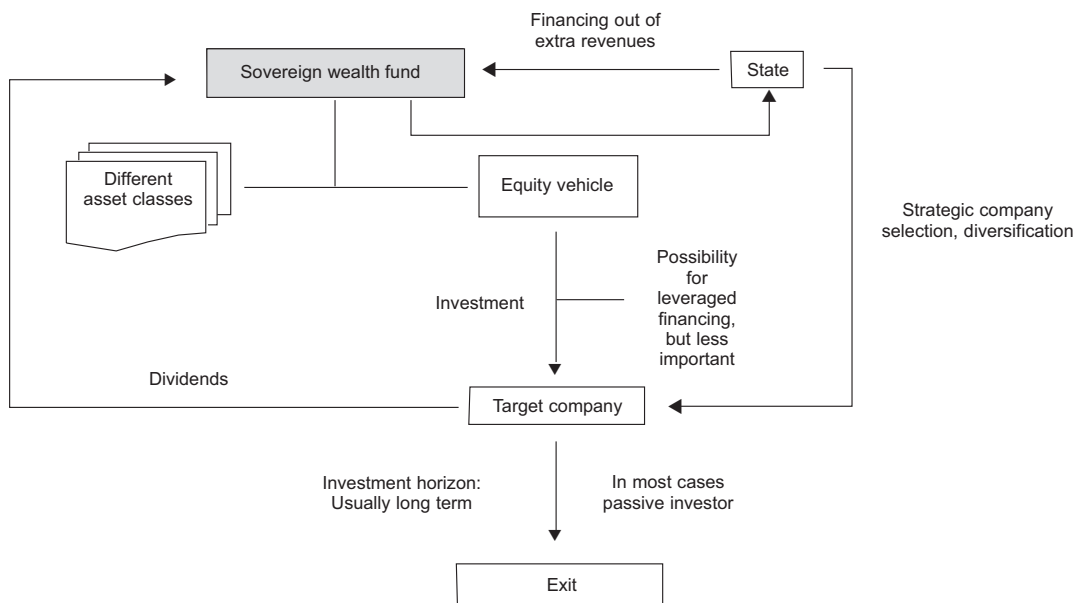 Financing out of
extra revenues
Sovereign wealth fund
State
Different
asset classes
Equity vehicle
Strategic company
selection, diversification
Possibility
for
leveraged
financing,
but less
important
Investment
Dividends
Target company
Investment horizon:
Usually long term
In most cases
passive investor
Exit